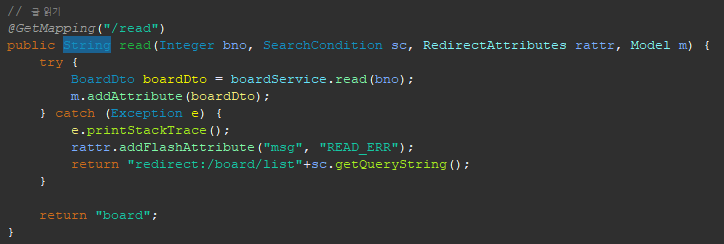 // 글 읽기
@GetMapping("/read")
public String read(Integer bno, SearchCondition sc, RedirectAttributes rattr, Model m) {
    try {
        BoardDto boardDto = boardService.read(bno);
        m.addAttribute(boardDto);
    } catch (Exception e) {
        e.printStackTrace();
        rattr.addFlashAttribute("msg", "READ_ERR");
        return "redirect:/board/list"+sc.getQueryString();
    }

    return "board";
}